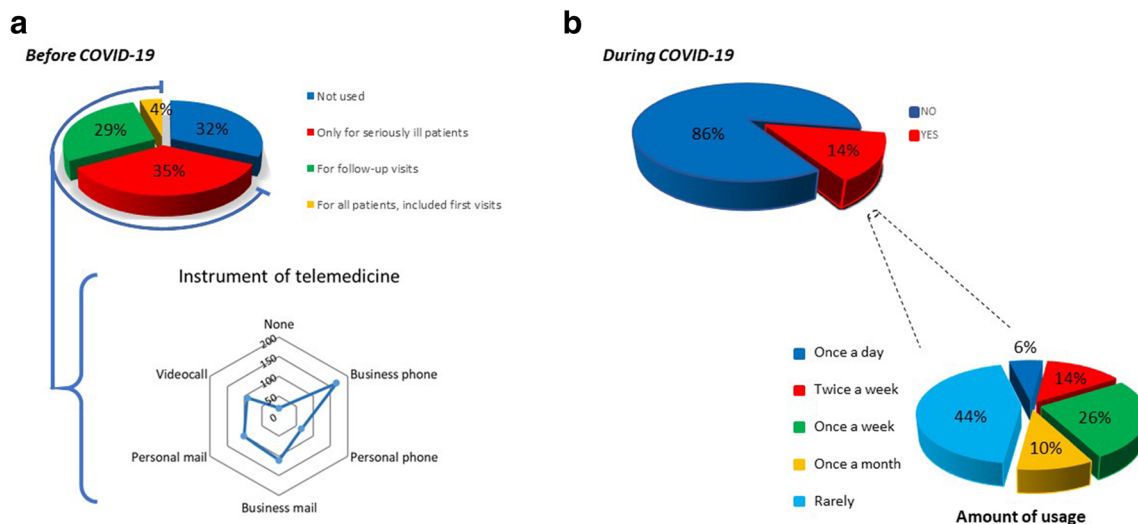 a
Before COVID-19
4%
29%
32%
35%
Not used
Only for seriously ill patients
For follow-up visits
For all patients, included first visits
Instrument of telemedicine
None
200
150
100
50
0
Videocall
Business phone
Personal mail
Personal phone
Business mail
b
During COVID-19
86%
14%
NO
YES
Once a day
Twice a week
Once a week
Once a month
Rarely
6%
14%
44%
26%
10%
Amount of usage